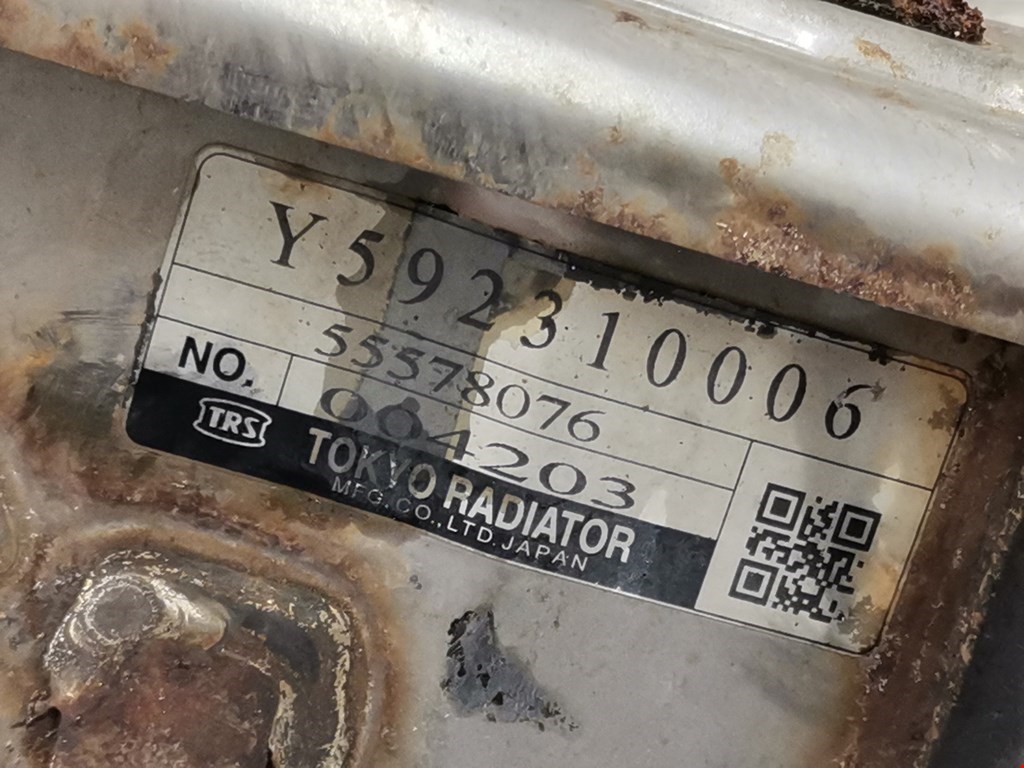 Y592310006
55578076
NO. 004203
TRS TOKYO RADIATOR
MFG.CO.,LTD.JAPAN